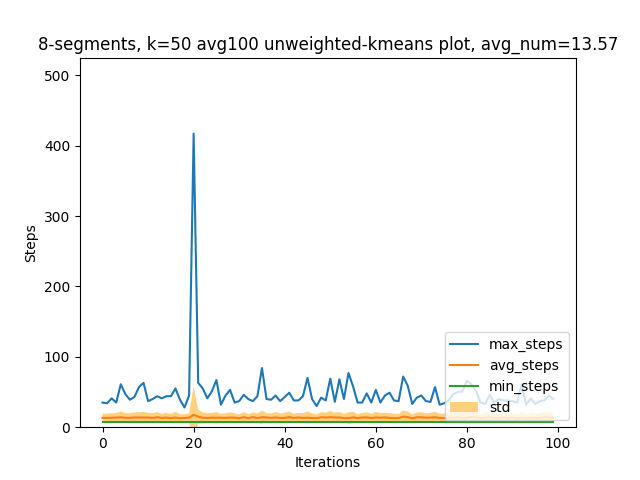 8-segments, k=50 avg100 unweighted-kmeans plot, avg_num=13.57
500
400
300
200
100
0
Steps
max_steps
avg_steps
min_steps
std
0
20
40
60
80
100
Iterations